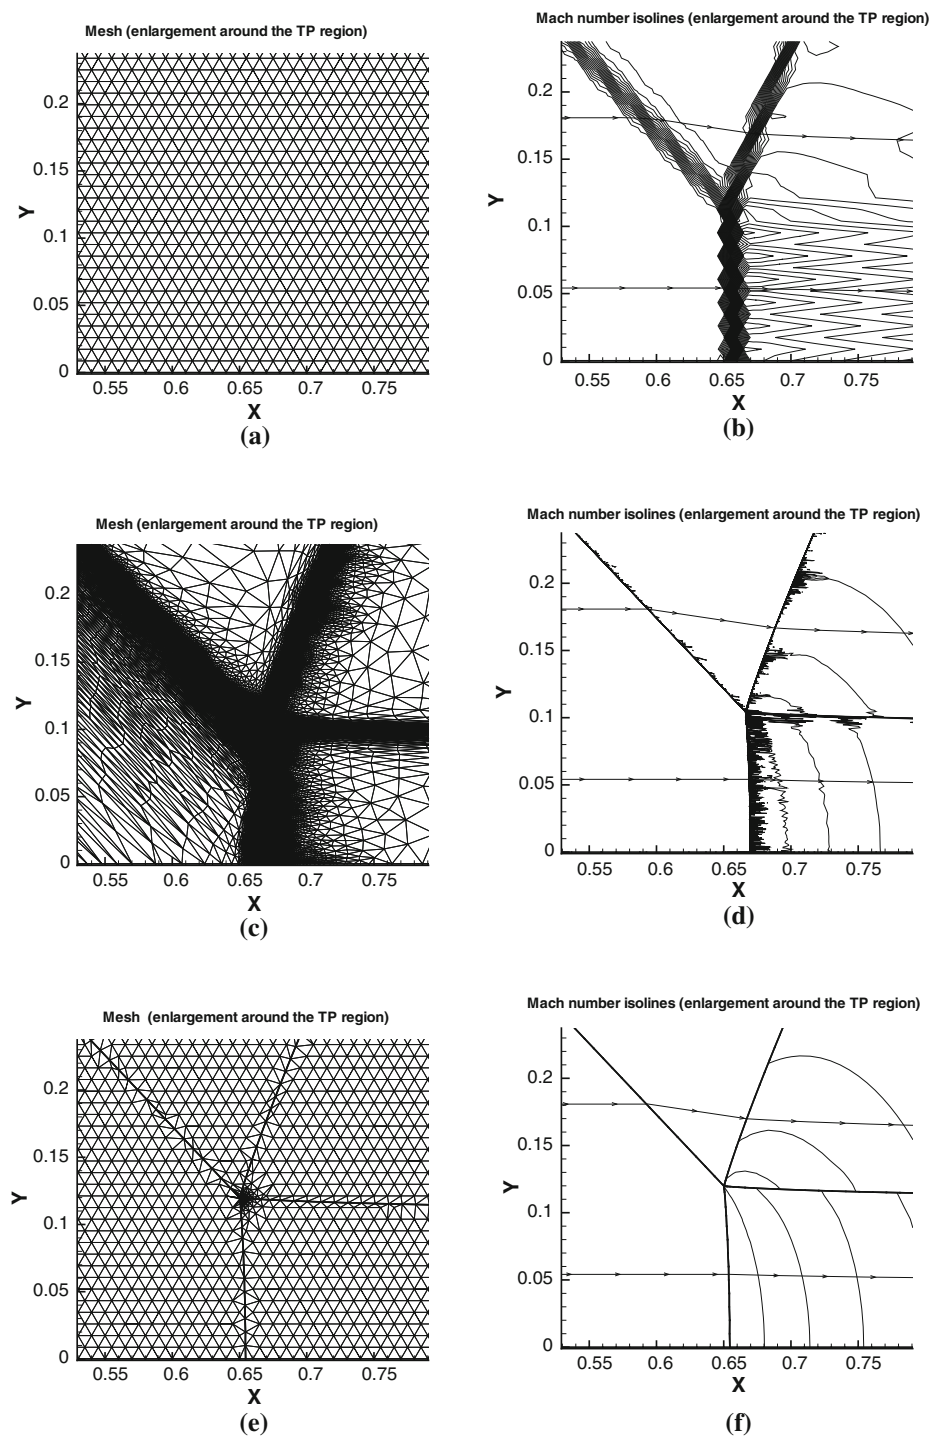 Mesh (enlargement around the TP region)
Y
0.2
0.15
0.1
0.05
0
0.55 0.6 0.65 0.7 0.75
X
(a)
Mach number isolines (enlargement around the TP region)
Y
0.2
0.15
0.1
0.05
0
0.55 0.6 0.65 0.7 0.75
X
(b)
Mesh (enlargement around the TP region)
Y
0.2
0.15
0.1
0.05
0
0.55 0.6 0.65 0.7 0.75
X
(c)
Mach number isolines (enlargement around the TP region)
Y
0.2
0.15
0.1
0.05
0
0.55 0.6 0.65 0.7 0.75
X
(d)
Mesh (enlargement around the TP region)
Y
0.2
0.15
0.1
0.05
0
0.55 0.6 0.65 0.7 0.75
X
(e)
Mach number isolines (enlargement around the TP region)
Y
0.2
0.15
0.1
0.05
0
0.55 0.6 0.65 0.7 0.75
X
(f)